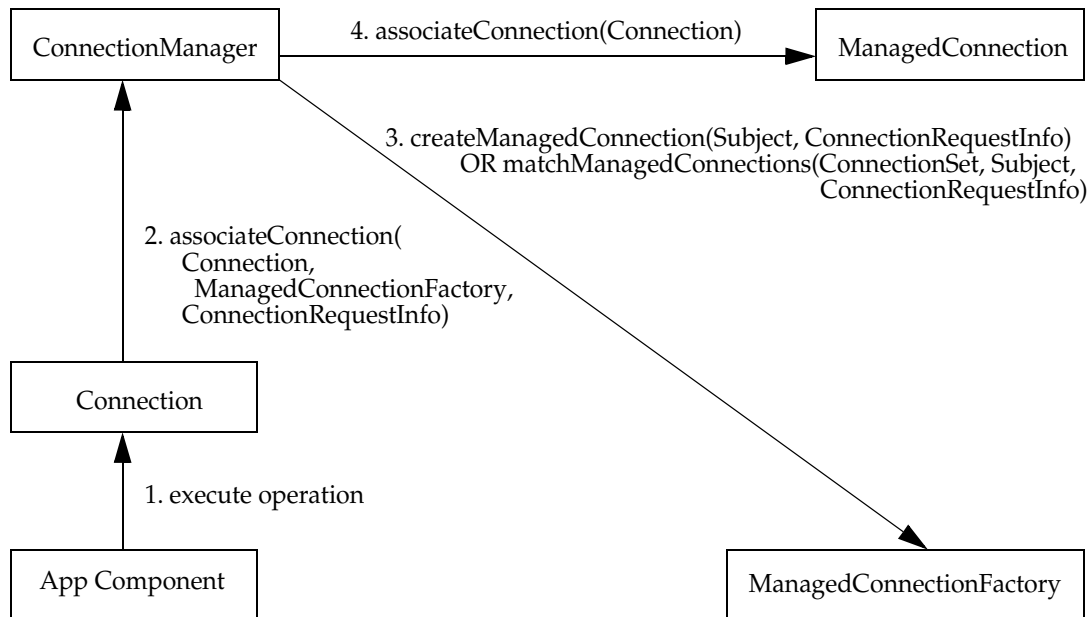 4. associateConnection(Connection)
ConnectionManager
ManagedConnection
3. createManagedConnection(Subject, ConnectionRequestInfo)
OR matchManagedConnections(ConnectionSet, Subject,
ConnectionRequestInfo)
2. associateConnection(
Connection,
ManagedConnectionFactory,
ConnectionRequestInfo)
Connection
1. execute operation
App Component
ManagedConnectionFactory